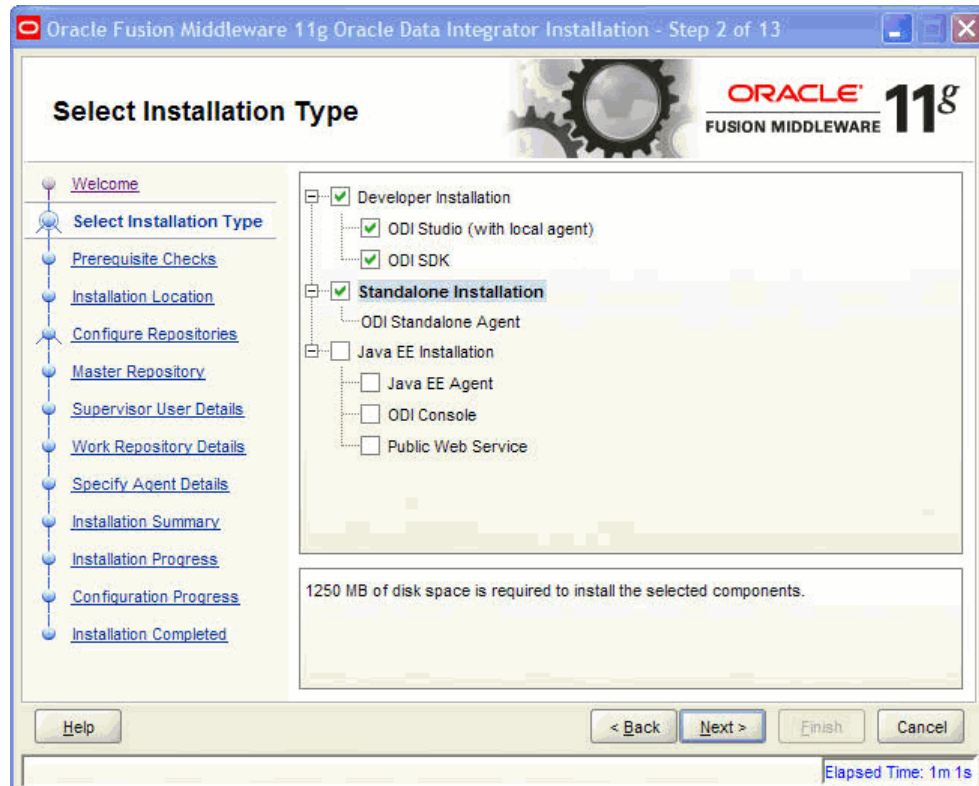 Oracle Fusion Middleware 11g Oracle Data Integrator Installation - Step 2 of 13
Select Installation Type
ORACLE
FUSION MIDDLEWARE
11g
Welcome
Select Installation Type
Prerequisite Checks
Installation Location
Configure Repositories
Master Repository
Supervisor User Details
Work Repository Details
Specify Agent Details
Installation Summary
Installation Progress
Configuration Progress
Installation Completed
Developer Installation
ODI Studio (with local agent)
ODI SDK
Standalone Installation
ODI Standalone Agent
Java EE Installation
Java EE Agent
ODI Console
Public Web Service
1250 MB of disk space is required to install the selected components.
Help
< Back
Next >
Finish
Cancel
Elapsed Time: 1m 1s